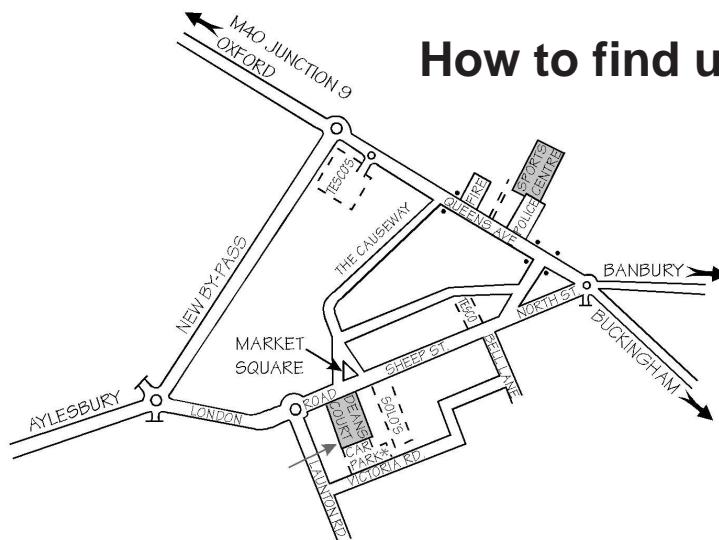 How to find u
M40 JUNCTION 9
OXFORD
TESCO'S
FIRE
SPORTS
CENTRE
POLICE
QUEENS AVE
THE CAUSEWAY
NEW BY-PASS
BANBURY
BUCKINGHAM
NORTH ST
TESCO
BELL LANE
SHEEP ST
MARKET
SQUARE
AYLESBURY
LONDON
ROAD
DEANS
COURT
SOLO'S
CAR
PARK*
VICTORIA RD
LAUNTON RD